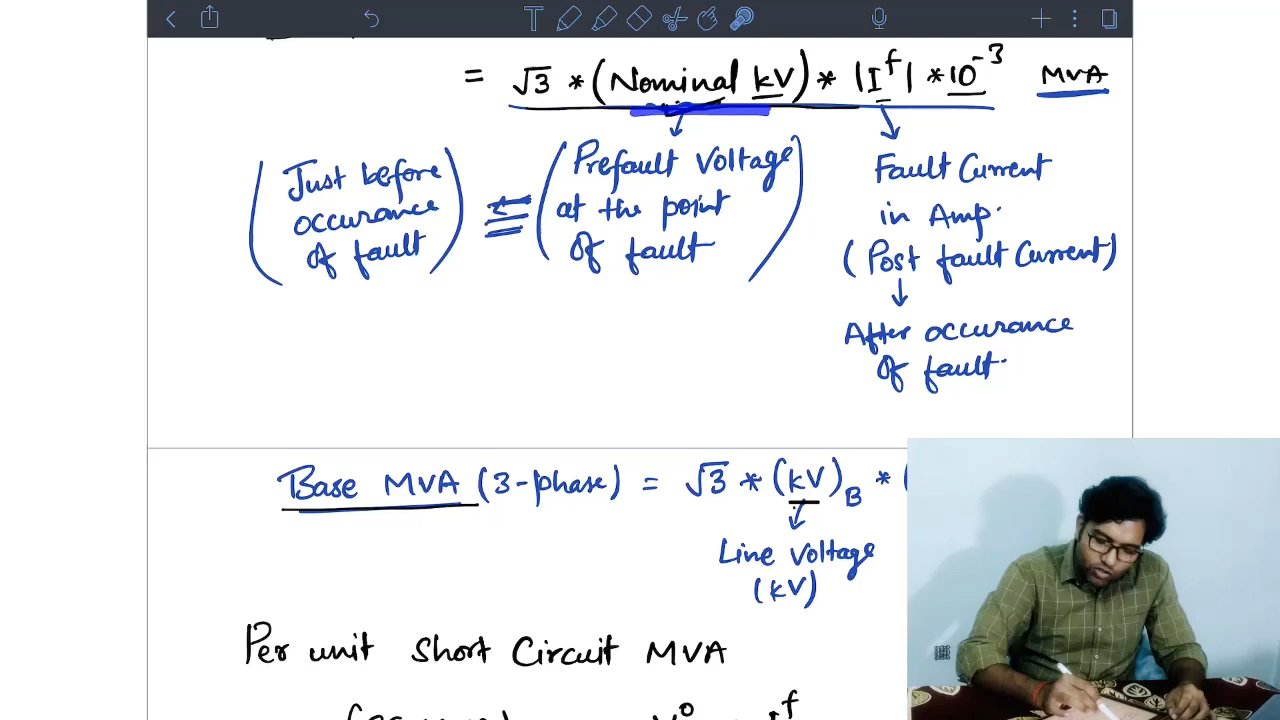 = √3 * (Nominal kV) * |I^f| * 10^-3 MVA
(Just before occurance of fault) ≡ (Prefault Voltage at the point of fault)
Fault Current
in Amp.
(Post fault Current)
After occurance
of fault.
Base MVA (3-phase) = √3 * (kV)_B * (
Line Voltage
(kV)
Per unit Short Circuit MVA